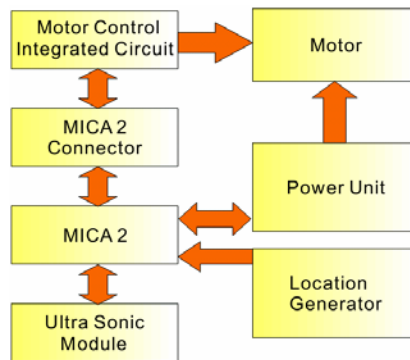 Motor Control
Integrated Circuit
Motor
MICA 2
Connector
Power Unit
MICA 2
Location
Generator
Ultra Sonic
Module